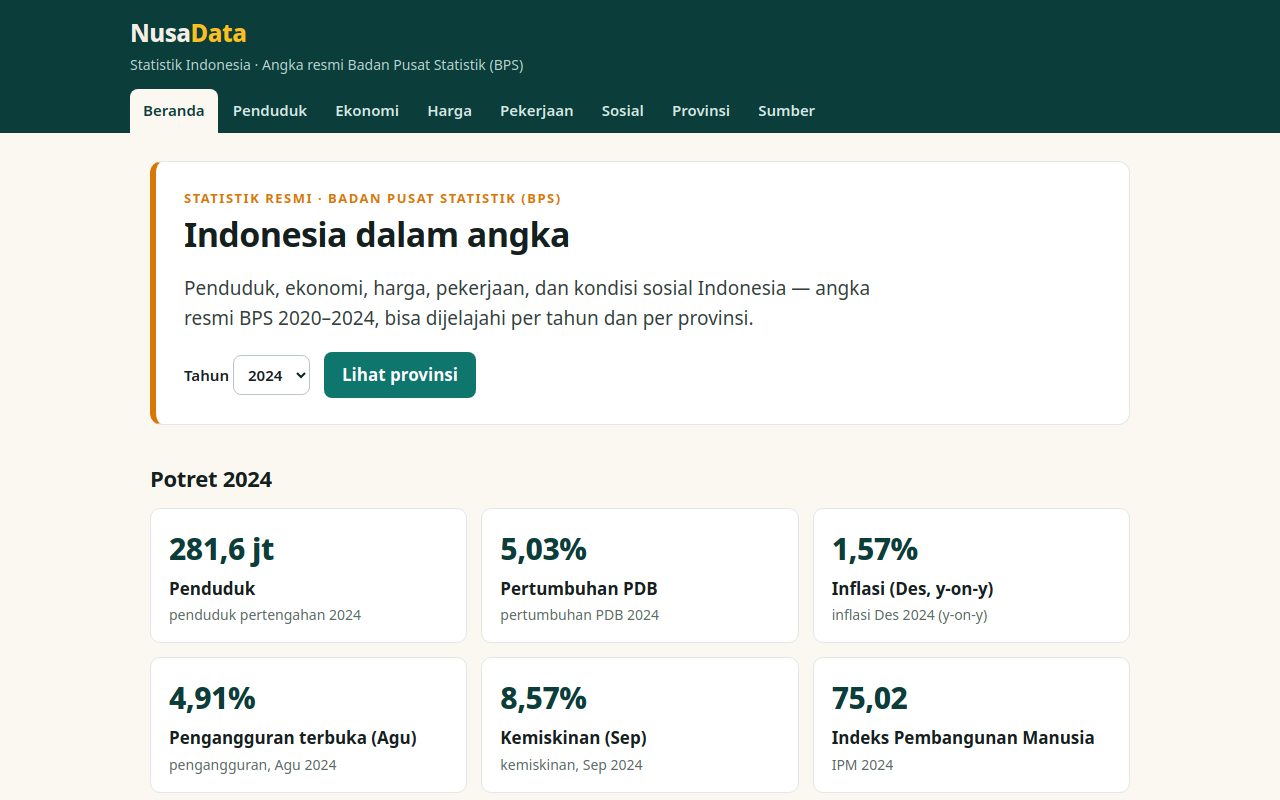 NusaData
Statistik Indonesia · Angka resmi Badan Pusat Statistik (BPS)
Beranda Penduduk Ekonomi Harga Pekerjaan Sosial Provinsi Sumber
STATISTIK RESMI · BADAN PUSAT STATISTIK (BPS)
Indonesia dalam angka
Penduduk, ekonomi, harga, pekerjaan, dan kondisi sosial Indonesia — angka
resmi BPS 2020–2024, bisa dijelajahi per tahun dan per provinsi.
Tahun 2024 Lihat provinsi
Potret 2024
281,6 jt
Penduduk
penduduk pertengahan 2024
5,03%
Pertumbuhan PDB
pertumbuhan PDB 2024
1,57%
Inflasi (Des, y-on-y)
inflasi Des 2024 (y-on-y)
4,91%
Pengangguran terbuka (Agu)
pengangguran, Agu 2024
8,57%
Kemiskinan (Sep)
kemiskinan, Sep 2024
75,02
Indeks Pembangunan Manusia
IPM 2024